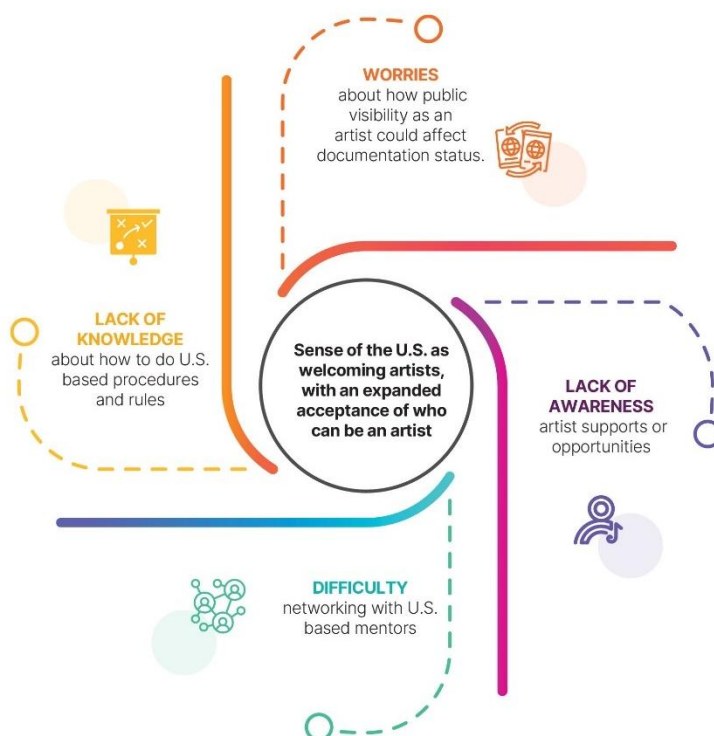 WORRIES
about how public
visibility as an
artist could affect
documentation status.
LACK OF
KNOWLEDGE
about how to do U.S.
based procedures
and rules
Sense of the U.S. as
welcoming artists,
with an expanded
acceptance of who
can be an artist
LACK OF
AWARENESS
artist supports or
opportunities
DIFFICULTY
networking with U.S.
based mentors